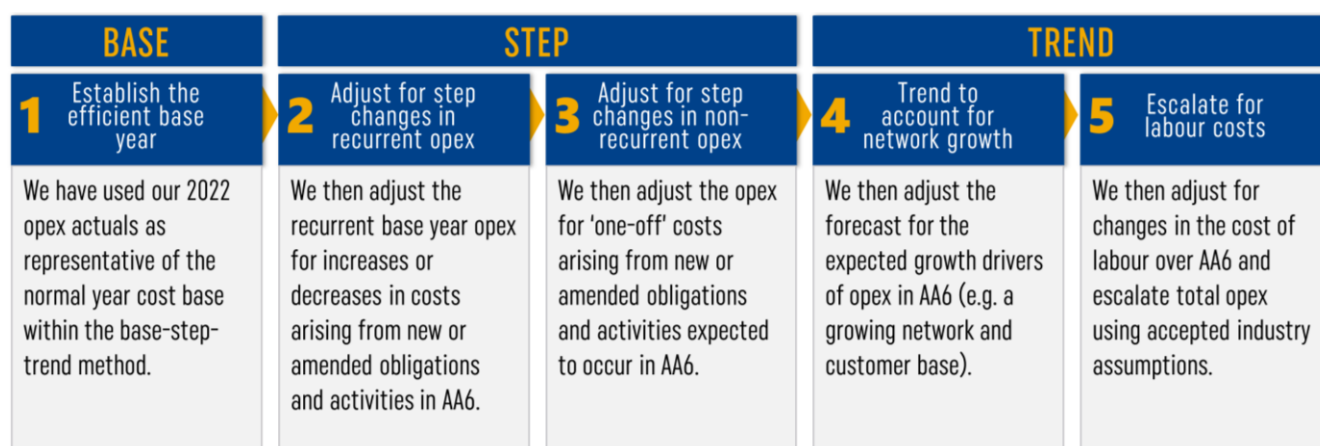 BASE
STEP
TREND
1
Establish the
efficient base
year
2
Adjust for step
changes in
recurrent opex
3
Adjust for step
changes in non-
recurrent opex
4
Trend to
account for
network growth
5
Escalate for
labour costs
We have used our 2022
opex actuals as
representative of the
normal year cost base
within the base-step-
trend method.
We then adjust the
recurrent base year opex
for increases or
decreases in costs
arising from new or
amended obligations
and activities in AA6.
We then adjust the opex
for ‘one-off’ costs
arising from new or
amended obligations
and activities expected
to occur in AA6.
We then adjust the
forecast for the
expected growth drivers
of opex in AA6 (e.g. a
growing network and
customer base).
We then adjust for
changes in the cost of
labour over AA6 and
escalate total opex
using accepted industry
assumptions.